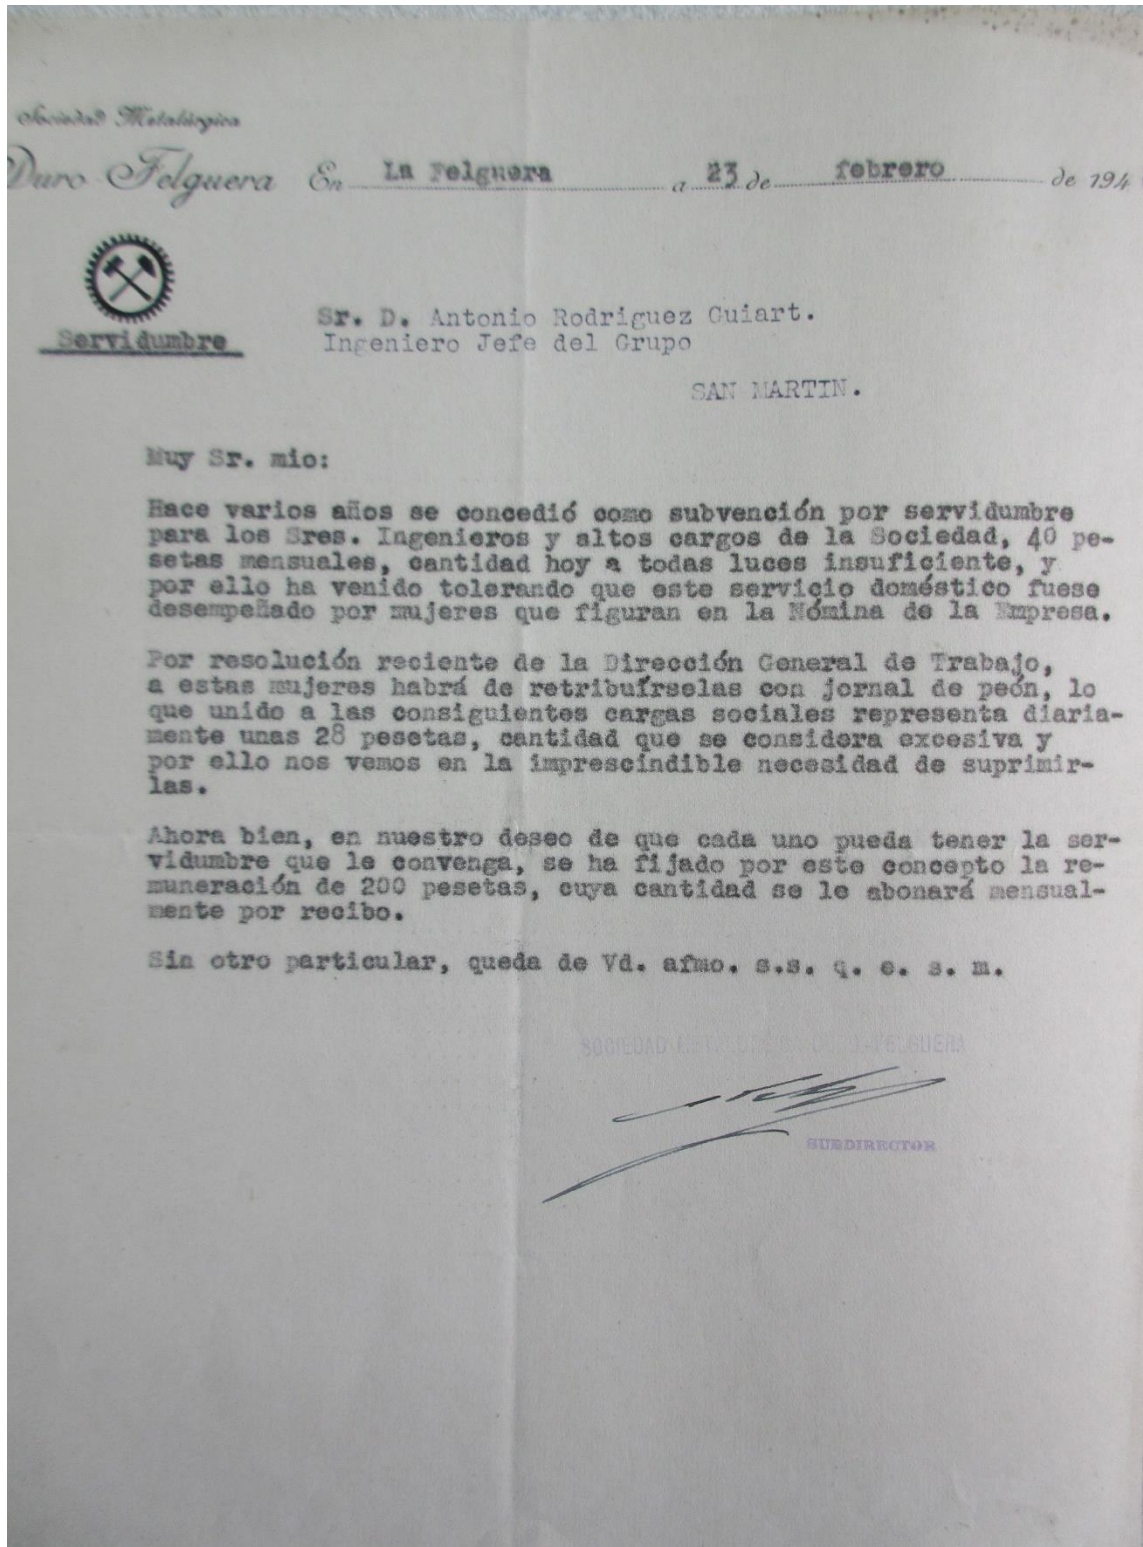 Sociedad Metalúrgica
Duro Felguera En La Felguera a 23 de febrero de 194
Servidumbre
Sr. D. Antonio Rodriguez Guiart.
Ingeniero Jefe del Grupo
SAN MARTIN.
Muy Sr. mio:
Hace varios años se concedió como subvención por servidumbre
para los Sres. Ingenieros y altos cargos de la Sociedad, 40 pe-
setas mensuales, cantidad hoy a todas luces insuficiente, y
por ello ha venido tolerando que este servicio doméstico fuese
desempeñado por mujeres que figuran en la Nómina de la Empresa.
Por resolución reciente de la Dirección General de Trabajo,
a estas mujeres habrá de retribuírselas con jornal de peón, lo
que unido a las consiguientes cargas sociales representa diaria-
mente unas 28 pesetas, cantidad que se considera excesiva y
por ello nos vemos en la imprescindible necesidad de suprimir-
las.
Ahora bien, en nuestro deseo de que cada uno pueda tener la ser-
vidumbre que le convenga, se ha fijado por este concepto la re-
muneración de 200 pesetas, cuya cantidad se le abonará mensual-
mente por recibo.
Sin otro particular, queda de Vd. afmo. s.s. q. e. s. m.
SOCIEDAD METALURGICA DURO-FELGUERA
SUBDIRECTOR